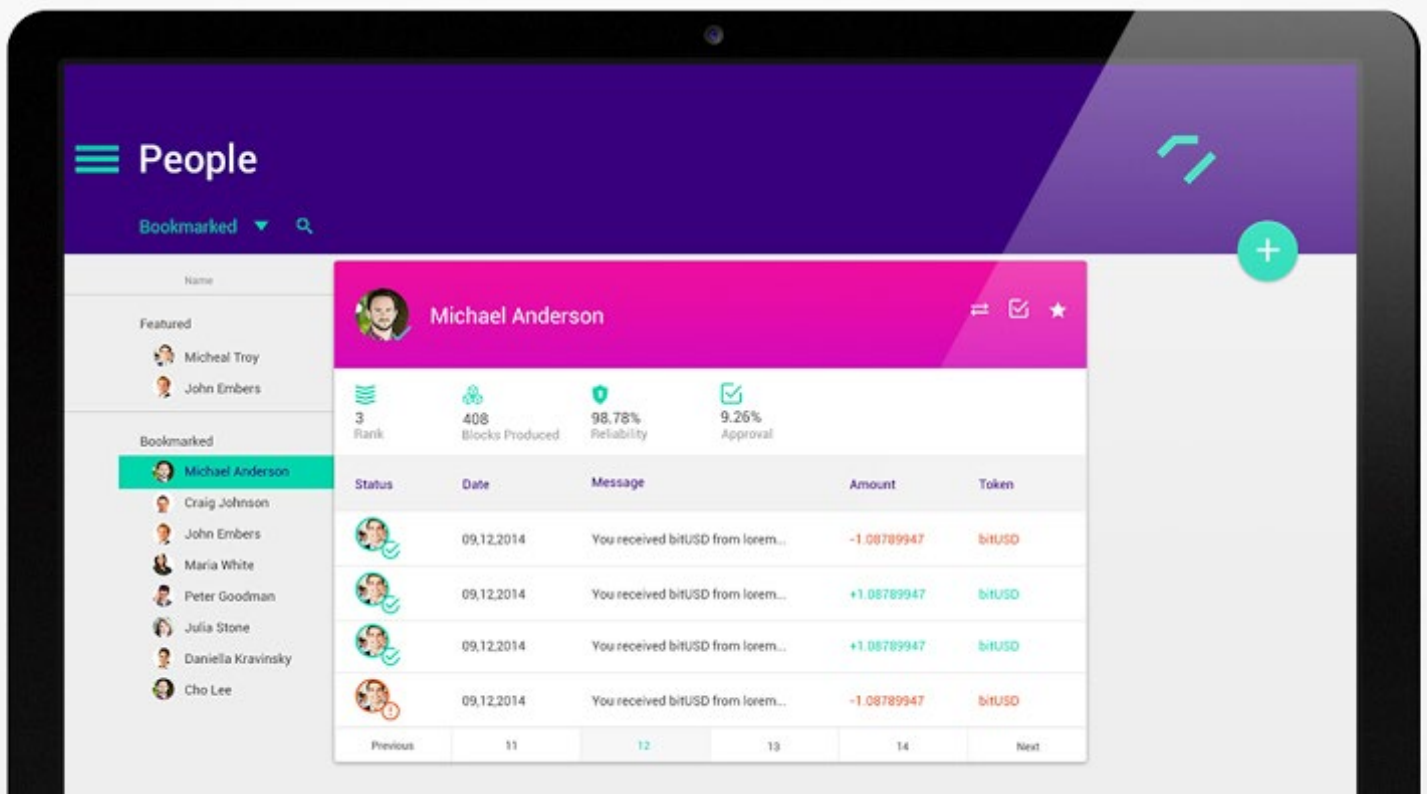 People
Bookmarked
Name
Featured
Micheal Troy
John Embers
Bookmarked
Michael Anderson
Craig Johnson
John Embers
Maria White
Peter Goodman
Julia Stone
Daniella Kravinsky
Cho Lee
Michael Anderson
3 408 98.78% 9.26%
Rank Blocks Produced Reliability Approval
Status Date Message Amount Token
09,12,2014 You received bitUSD from lorem... -1.08789947 bitUSD
09,12,2014 You received bitUSD from lorem... +1.08789947 bitUSD
09,12,2014 You received bitUSD from lorem... +1.08789947 bitUSD
09,12,2014 You received bitUSD from lorem... -1.08789947 bitUSD
Previous 11 12 13 14 Next